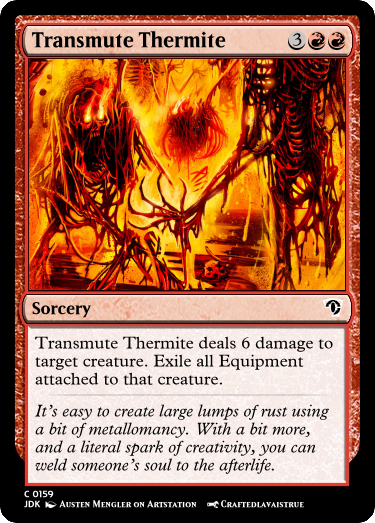 Transmute Thermite 3
Sorcery
Transmute Thermite deals 6 damage to
target creature. Exile all Equipment
attached to that creature.
It's easy to create large lumps of rust using
a bit of metallomancy. With a bit more,
and a literal spark of creativity, you can
weld someone's soul to the afterlife.
C 0159
JDK Austen Mengler on Artstation Craftedlavaistrue